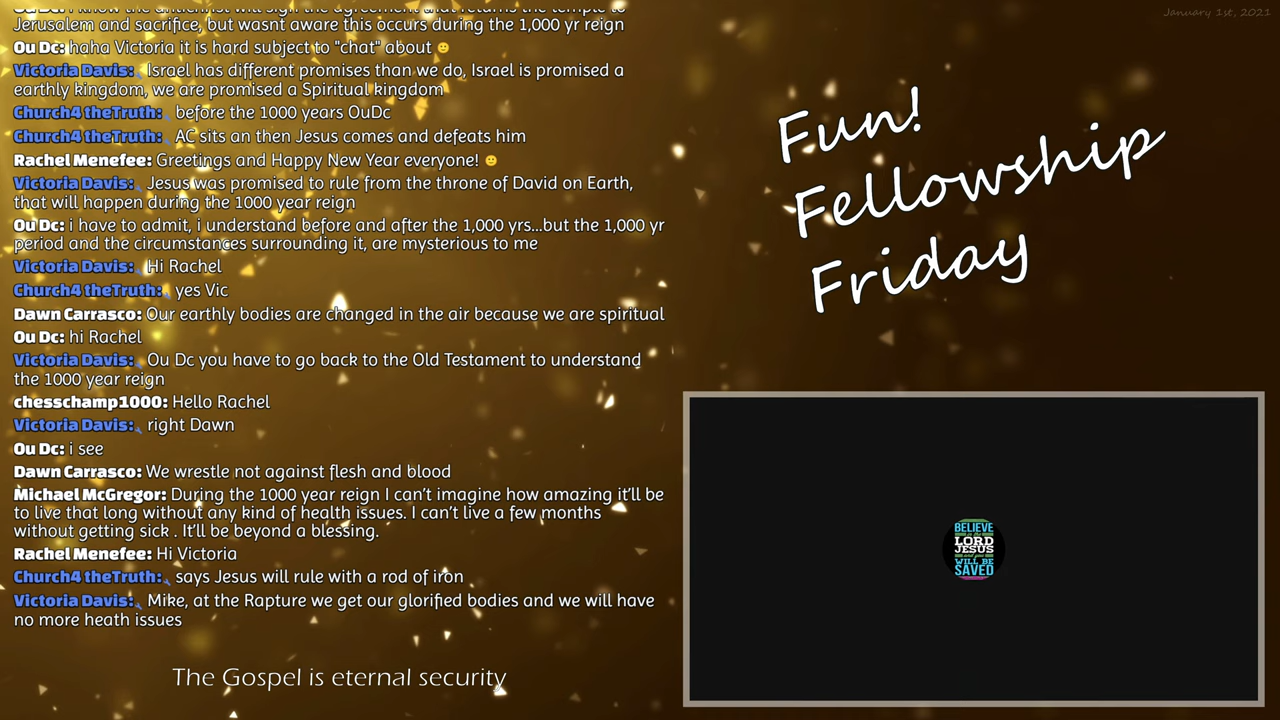 Ou Dc: i know the antichrist will sign the agreement that returns the temple to
Jerusalem and sacrifice, but wasnt aware this occurs during the 1,000 yr reign
Ou Dc: haha Victoria it is hard subject to "chat" about 🙂
Victoria Davis: Israel has different promises than we do, Israel is promised a
earthly kingdom, we are promised a Spiritual kingdom
Church4 theTruth: before the 1000 years OuDc
Church4 theTruth: AC sits an then Jesus comes and defeats him
Rachel Menefee: Greetings and Happy New Year everyone! 🙂
Victoria Davis: Jesus was promised to rule from the throne of David on Earth,
that will happen during the 1000 year reign
Ou Dc: i have to admit, i understand before and after the 1,000 yrs...but the 1,000 yr
period and the circumstances surrounding it, are mysterious to me
Victoria Davis: Hi Rachel
Church4 theTruth: yes Vic
Dawn Carrasco: Our earthly bodies are changed in the air because we are spiritual
Ou Dc: hi Rachel
Victoria Davis: Ou Dc you have to go back to the Old Testament to understand
the 1000 year reign
chesschamp1000: Hello Rachel
Victoria Davis: right Dawn
Ou Dc: i see
Dawn Carrasco: We wrestle not against flesh and blood
Michael McGregor: During the 1000 year reign I can't imagine how amazing it'll be
to live that long without any kind of health issues. I can't live a few months
without getting sick . It'll be beyond a blessing.
Rachel Menefee: Hi Victoria
Church4 theTruth: says Jesus will rule with a rod of iron
Victoria Davis: Mike, at the Rapture we get our glorified bodies and we will have
no more heath issues
The Gospel is eternal security
January 1st, 2021
Fun!
Fellowship
Friday
BELIEVE
LORD
JESUS
WILL BE
SAVED